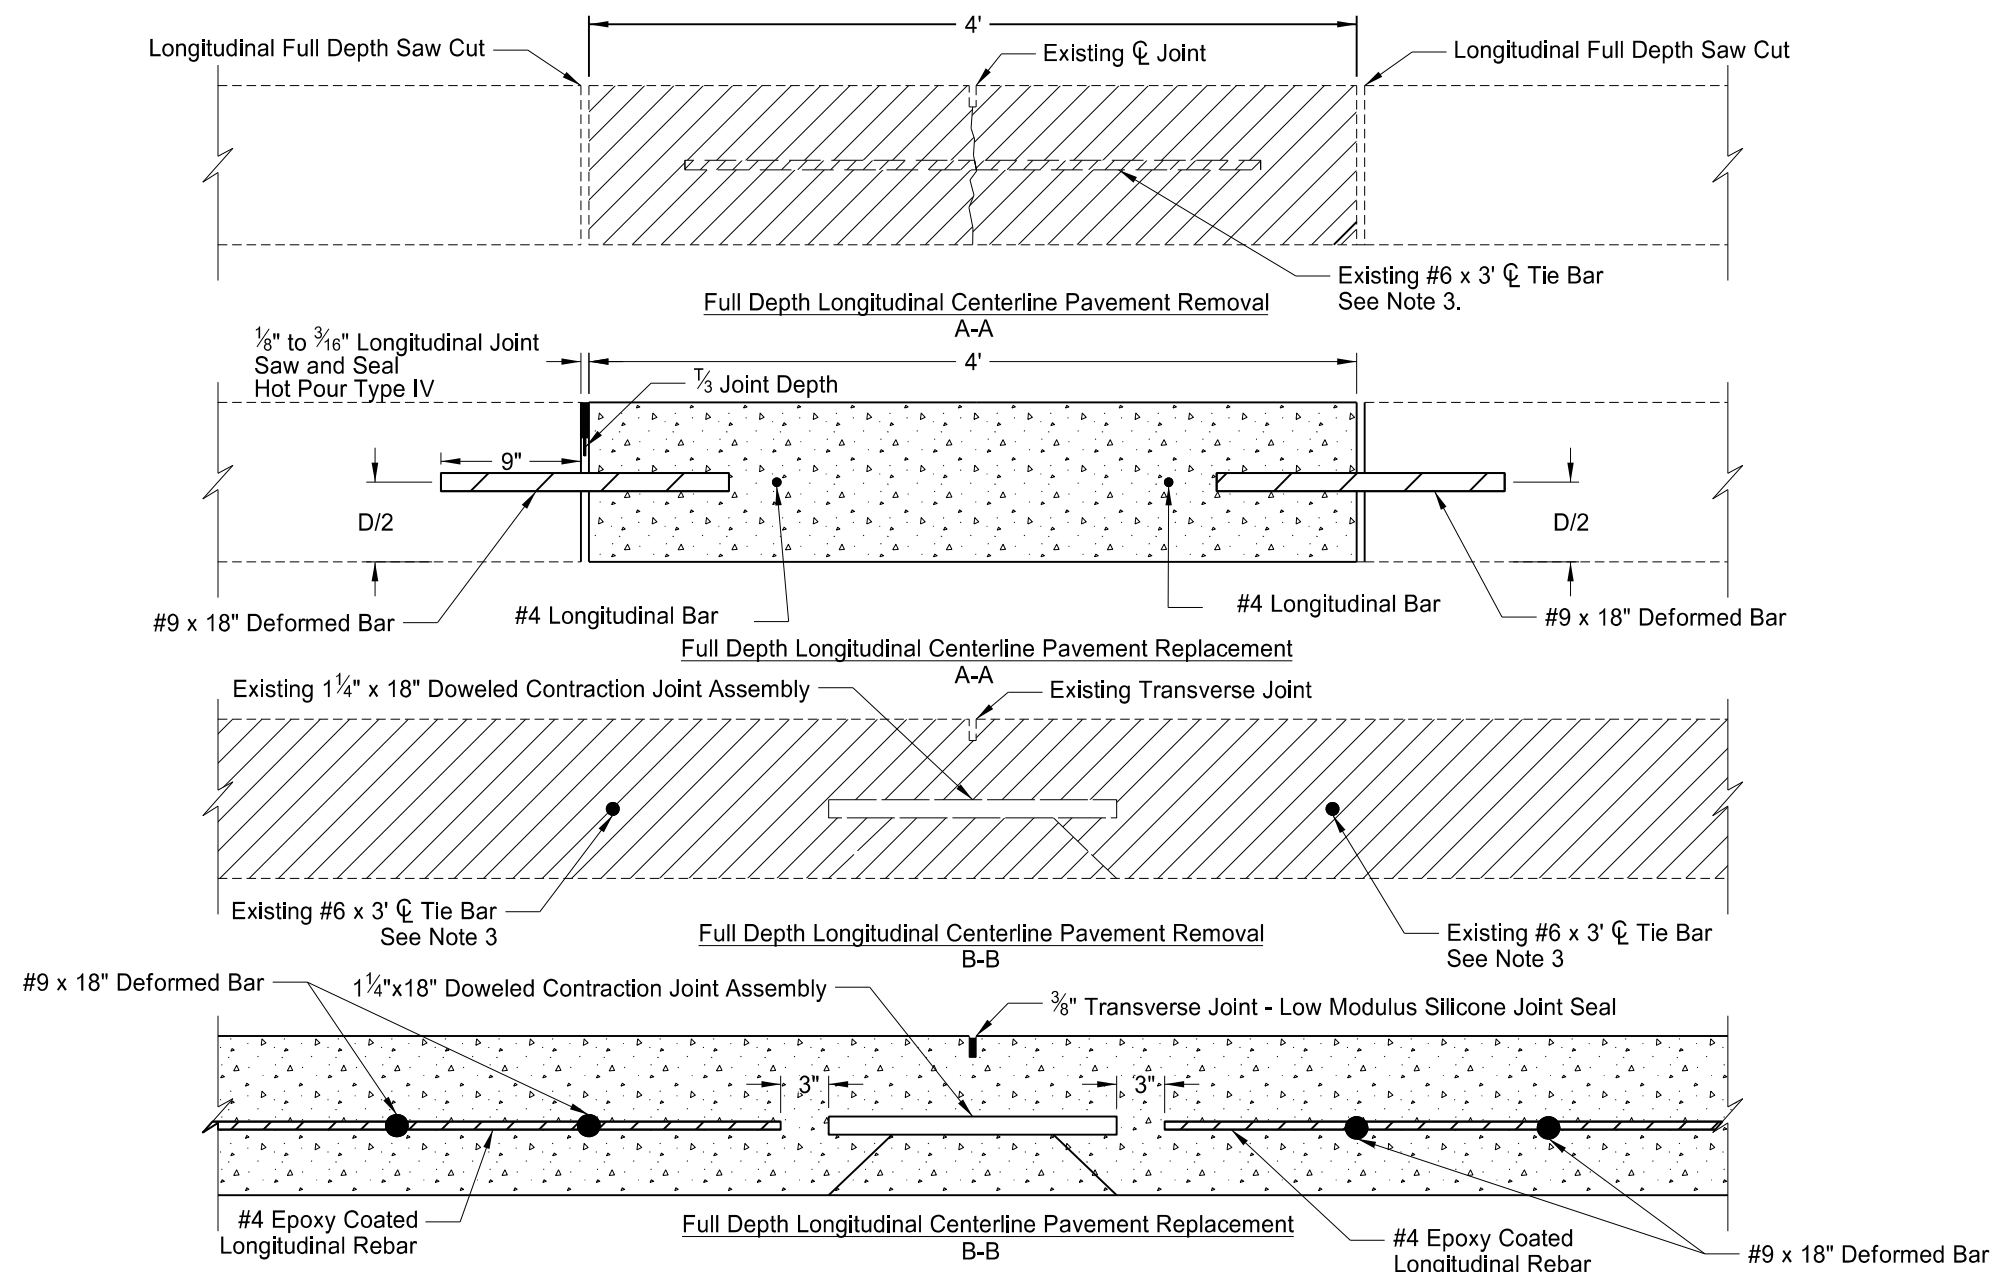 4'
Longitudinal Full Depth Saw Cut
Existing ℄ Joint
Longitudinal Full Depth Saw Cut
Existing #6 x 3' ℄ Tie Bar
See Note 3.
Full Depth Longitudinal Centerline Pavement Removal
A-A
⅛" to 3⁄16" Longitudinal Joint
Saw and Seal
Hot Pour Type IV
4'
T⁄3 Joint Depth
9"
D/2
D/2
#9 x 18" Deformed Bar
#4 Longitudinal Bar
#4 Longitudinal Bar
#9 x 18" Deformed Bar
Full Depth Longitudinal Centerline Pavement Replacement
A-A
Existing 1¼" x 18" Doweled Contraction Joint Assembly
Existing Transverse Joint
Existing #6 x 3' ℄ Tie Bar
See Note 3
Full Depth Longitudinal Centerline Pavement Removal
B-B
Existing #6 x 3' ℄ Tie Bar
See Note 3
#9 x 18" Deformed Bar
1¼"x18" Doweled Contraction Joint Assembly
⅜" Transverse Joint - Low Modulus Silicone Joint Seal
3"
3"
#4 Epoxy Coated
Longitudinal Rebar
Full Depth Longitudinal Centerline Pavement Replacement
B-B
#4 Epoxy Coated
Longitudinal Rebar
#9 x 18" Deformed Bar